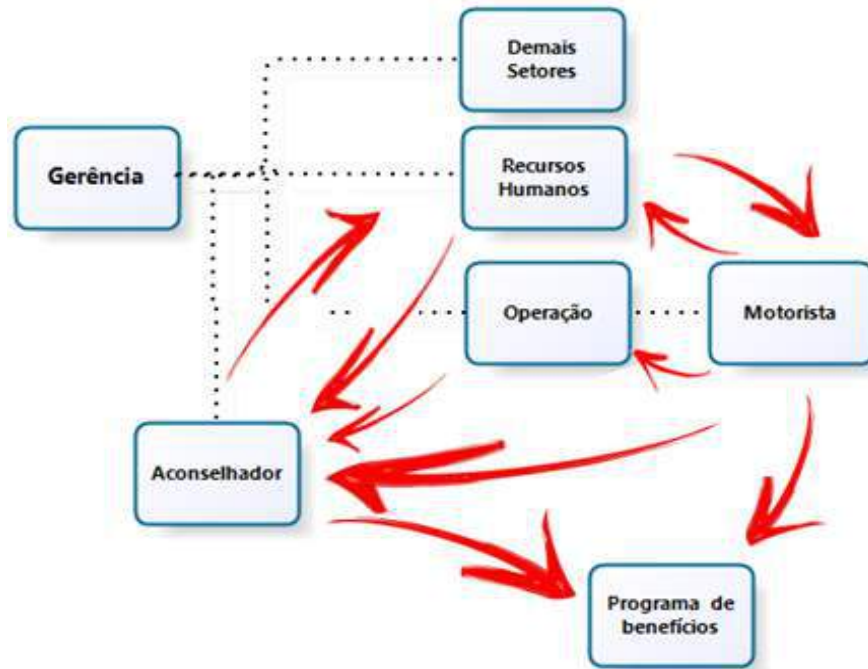 Demais
Setores
Gerência
Recursos
Humanos
Operação
Motorista
Aconselhador
Programa de
benefícios